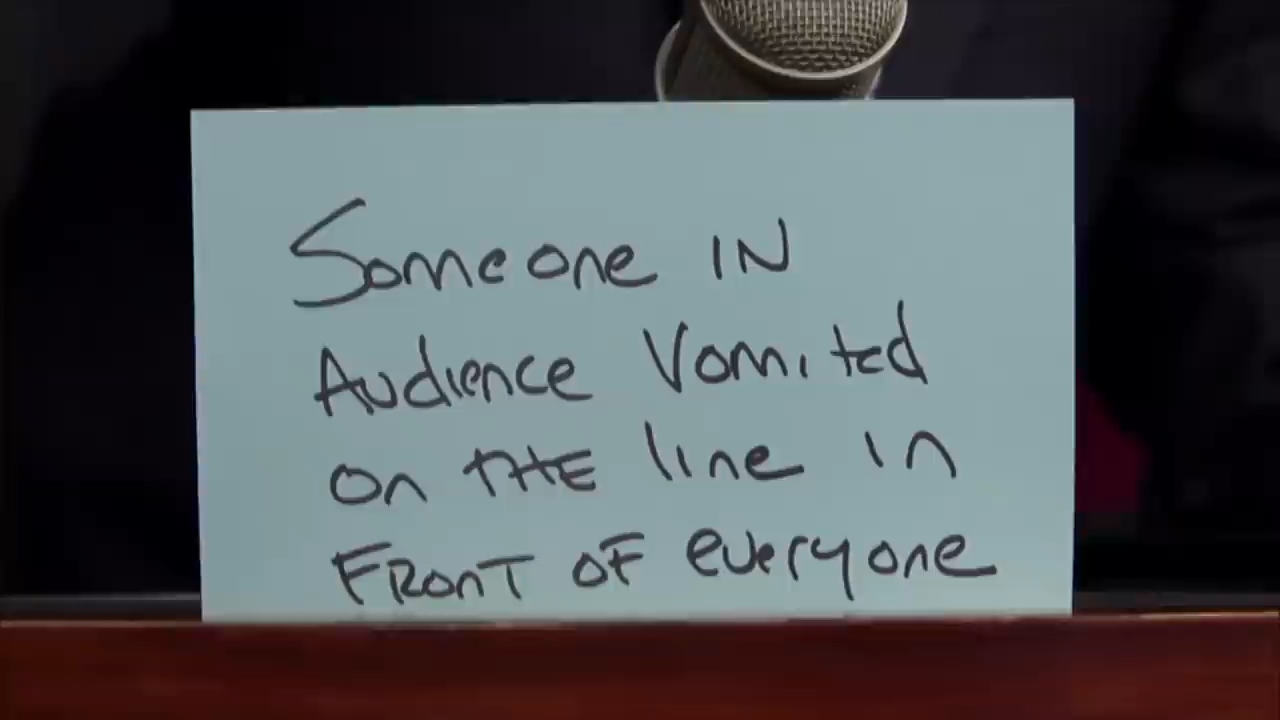 Someone IN
Audience Vomited
on THE line in
FRONT OF everyone